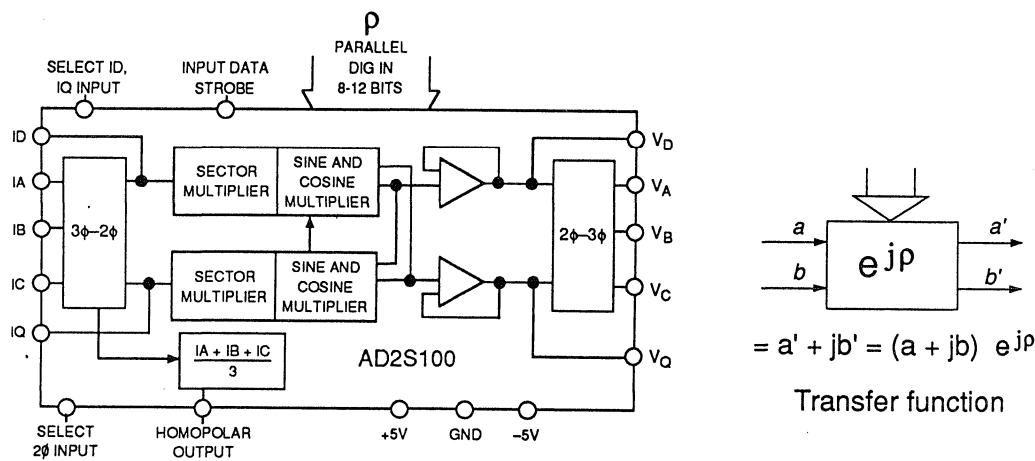 ρ
PARALLEL
DIG IN
8-12 BITS
SELECT ID,
IQ INPUT
INPUT DATA
STROBE
ID
IA
IB
IC
IQ
3ϕ–2ϕ
SECTOR
MULTIPLIER
SINE AND
COSINE
MULTIPLIER
SECTOR
MULTIPLIER
SINE AND
COSINE
MULTIPLIER
IA + IB + IC
3
AD2S100
2ϕ–3ϕ
VD
VA
VB
VC
VQ
SELECT
2ϕ INPUT
HOMOPOLAR
OUTPUT
+5V
GND
–5V
a
b
e^jρ
a'
b'
= a' + jb' = (a + jb) e^jρ
Transfer function